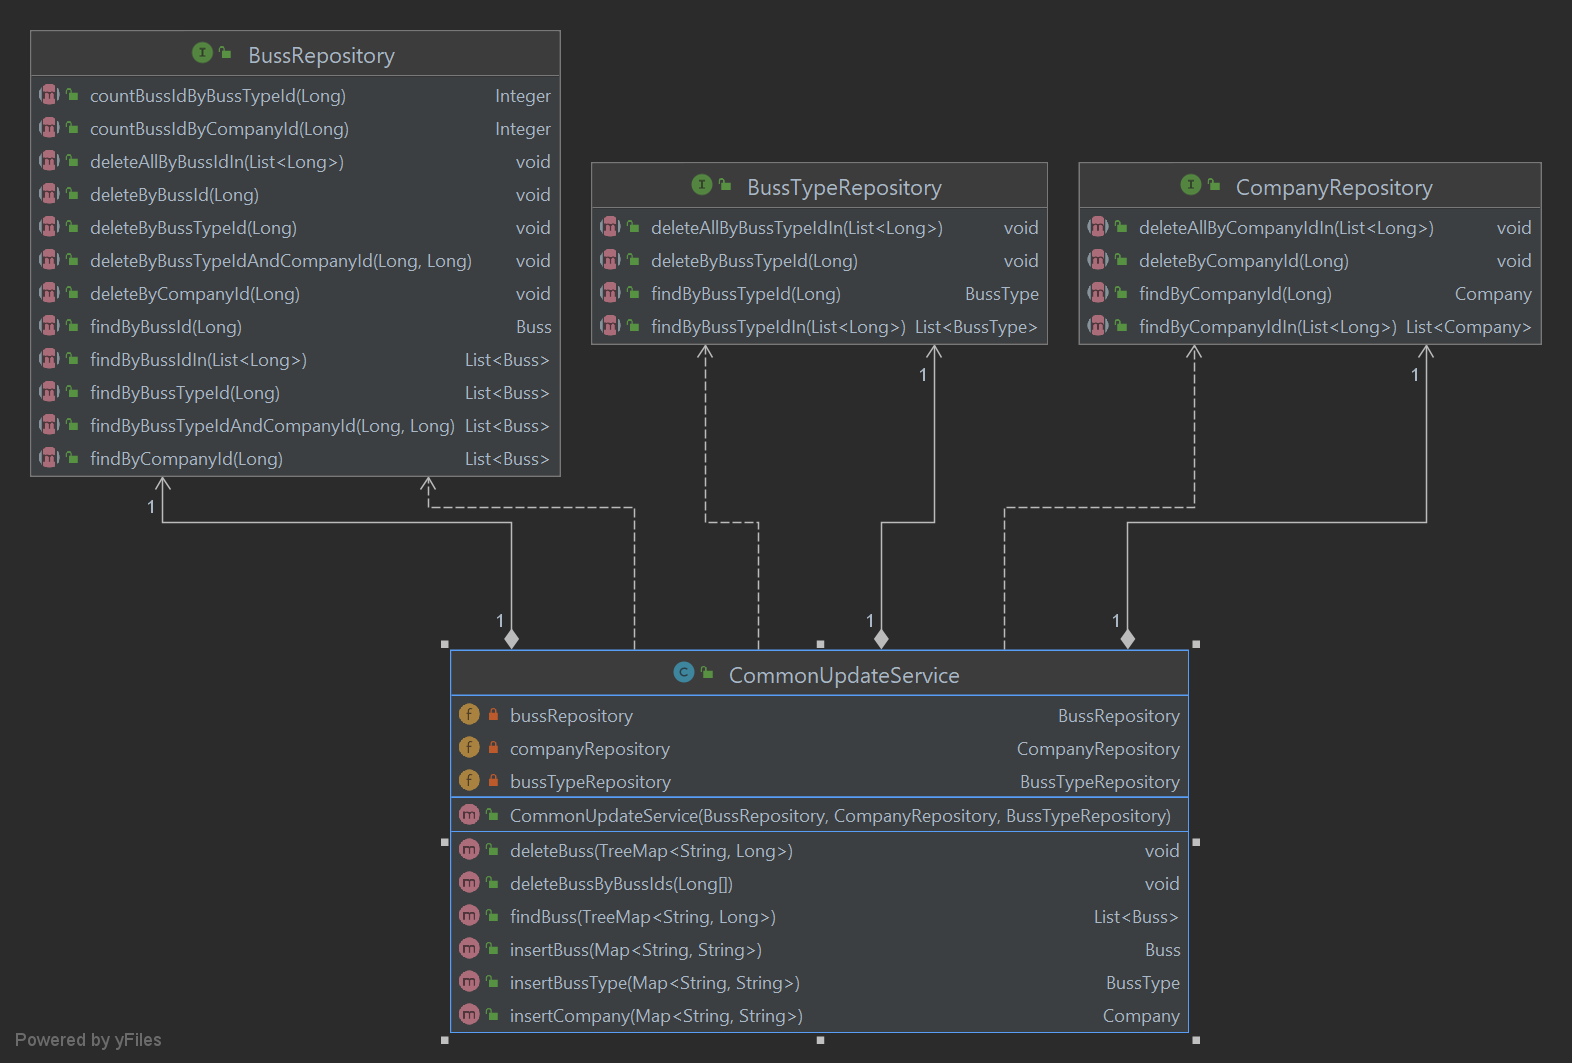 BussRepository
countBussIdByBussTypeId(Long) Integer
countBussIdByCompanyId(Long) Integer
deleteAllByBussIdIn(List<Long>) void
deleteByBussId(Long) void
deleteByBussTypeId(Long) void
deleteByBussTypeIdAndCompanyId(Long, Long) void
deleteByCompanyId(Long) void
findByBussId(Long) Buss
findByBussIdIn(List<Long>) List<Buss>
findByBussTypeId(Long) List<Buss>
findByBussTypeIdAndCompanyId(Long, Long) List<Buss>
findByCompanyId(Long) List<Buss>
BussTypeRepository
deleteAllByBussTypeIdIn(List<Long>) void
deleteByBussTypeId(Long) void
findByBussTypeId(Long) BussType
findByBussTypeIdIn(List<Long>) List<BussType>
CompanyRepository
deleteAllByCompanyIdIn(List<Long>) void
deleteByCompanyId(Long) void
findByCompanyId(Long) Company
findByCompanyIdIn(List<Long>) List<Company>
1
1
1
1
1
1
CommonUpdateService
bussRepository BussRepository
companyRepository CompanyRepository
bussTypeRepository BussTypeRepository
CommonUpdateService(BussRepository, CompanyRepository, BussTypeRepository)
deleteBuss(TreeMap<String, Long>) void
deleteBussByBussIds(Long[]) void
findBuss(TreeMap<String, Long>) List<Buss>
insertBuss(Map<String, String>) Buss
insertBussType(Map<String, String>) BussType
insertCompany(Map<String, String>) Company
Powered by yFiles